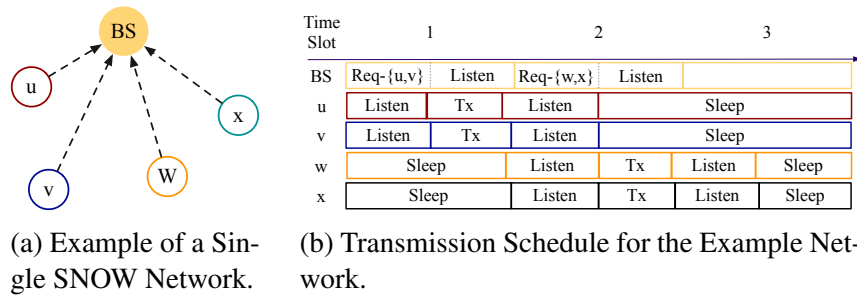 BS
u
x
v
W
(a) Example of a Sin-
gle SNOW Network.
Time
Slot
1 2 3
BS Req-{u,v} Listen Req-{w,x} Listen
u Listen Tx Listen Sleep
v Listen Tx Listen Sleep
w Sleep Listen Tx Listen Sleep
x Sleep Listen Tx Listen Sleep
(b) Transmission Schedule for the Example Net-
work.